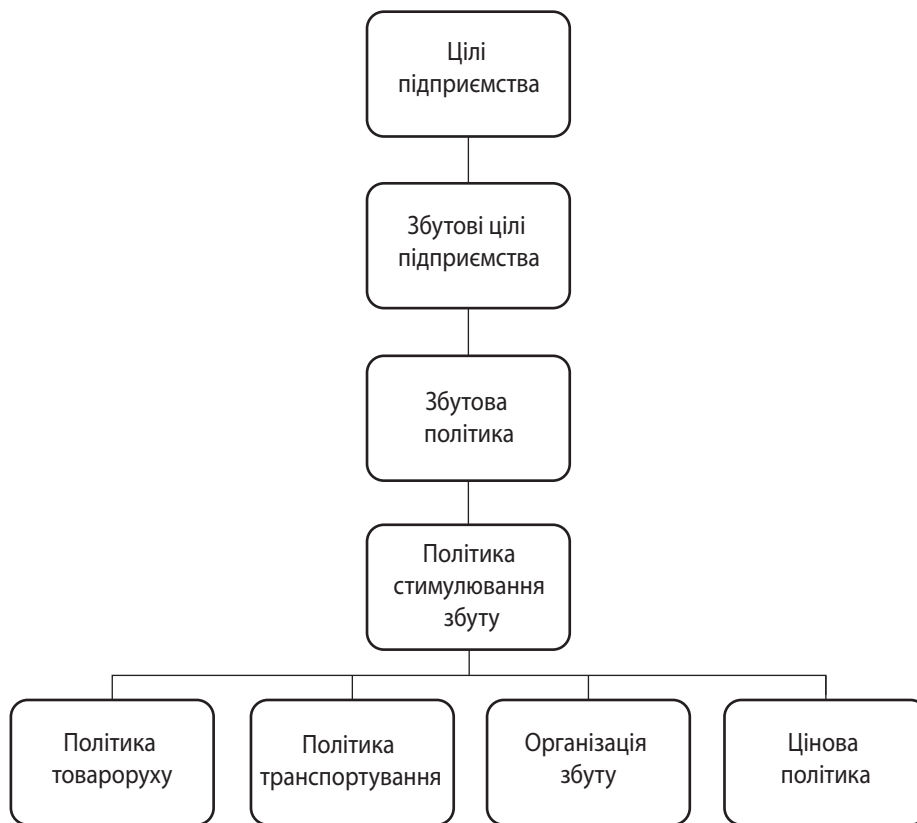 Цілі
підприємства
Збутові цілі
підприємства
Збутова
політика
Політика
стимулювання
збуту
Політика
товароруху
Політика
транспортування
Організація
збуту
Цінова
політика